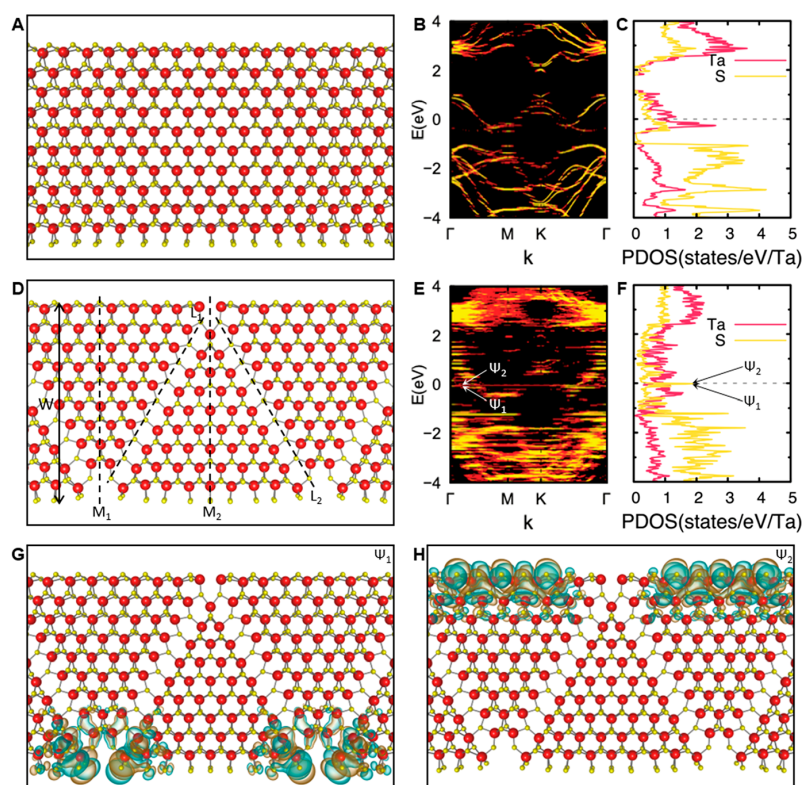 A
B
C
4
2
0
−2
−4
E(eV)
Γ M K Γ
k
Ta
S
0 1 2 3 4 5
PDOS(states/eV/Ta)
D
L1
W
M1
M2
L2
E
F
4
2
0
−2
−4
E(eV)
Ψ2
Ψ1
Γ M K Γ
k
Ta
S
Ψ2
Ψ1
0 1 2 3 4 5
PDOS(states/eV/Ta)
G
Ψ1
H
Ψ2